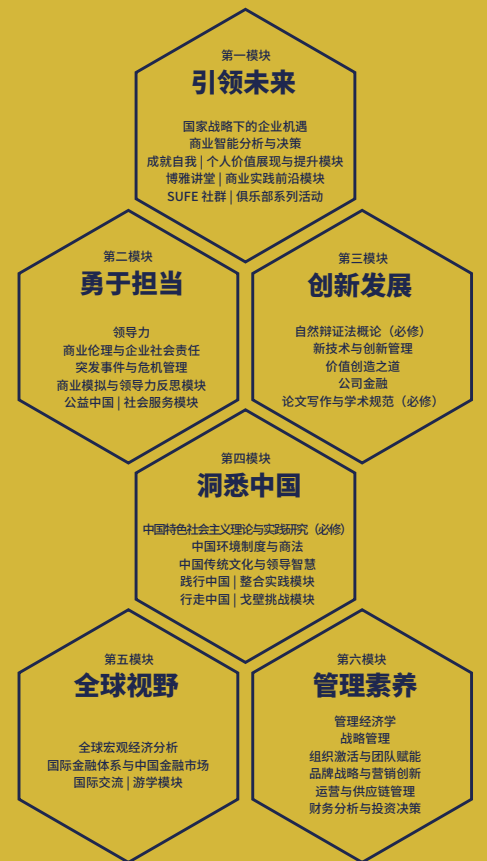 第一模块
引领未来
国家战略下的企业机遇
商业智能分析与决策
成就自我 | 个人价值展现与提升模块
博雅讲堂 | 商业实践前沿模块
SUFE 社群 | 俱乐部系列活动
第二模块
勇于担当
领导力
商业伦理与企业社会责任
突发事件与危机管理
商业模拟与领导力反思模块
公益中国 | 社会服务模块
第三模块
创新发展
自然辩证法概论（必修）
新技术与创新管理
价值创造之道
公司金融
论文写作与学术规范（必修）
第四模块
洞悉中国
中国特色社会主义理论与实践研究（必修）
中国环境制度与商法
中国传统文化与领导智慧
践行中国 | 整合实践模块
行走中国 | 戈壁挑战模块
第五模块
全球视野
全球宏观经济分析
国际金融体系与中国金融市场
国际交流 | 游学模块
第六模块
管理素养
管理经济学
战略管理
组织激活与团队赋能
品牌战略与营销创新
运营与供应链管理
财务分析与投资决策